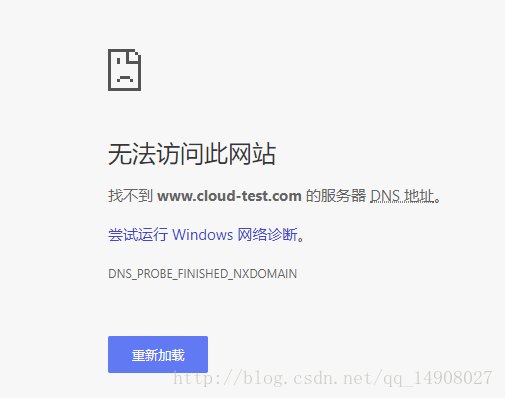 无法访问此网站
找不到 www.cloud-test.com 的服务器 DNS 地址。
尝试运行 Windows 网络诊断。
DNS_PROBE_FINISHED_NXDOMAIN
重新加载
http://blog.csdn.net/qq_14908027